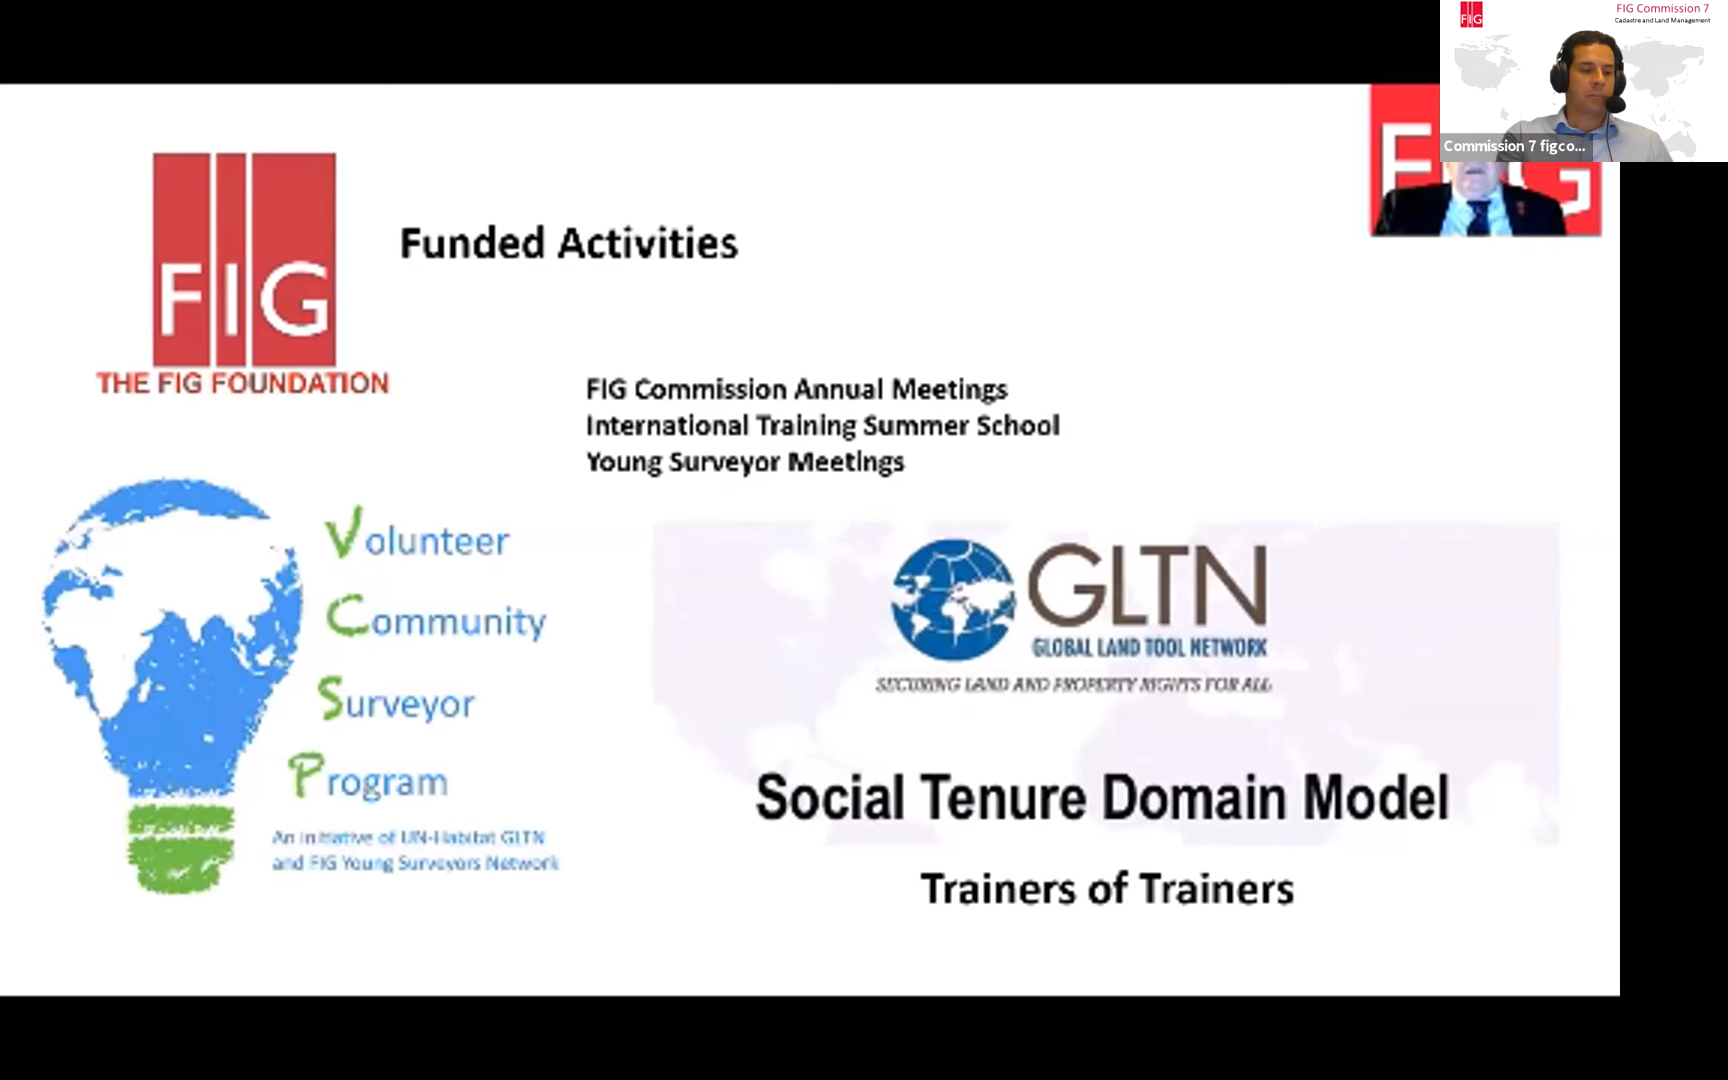 FIG Commission 7
Cadastre and Land Management
FIG
Commission 7 figco...
Funded Activities
FIG
THE FIG FOUNDATION
FIG Commission Annual Meetings
International Training Summer School
Young Surveyor Meetings
Volunteer
Community
Surveyor
Program
An initiative of UN-Habitat GLTN
and FIG Young Surveyors Network
GLTN
GLOBAL LAND TOOL NETWORK
SECURING LAND AND PROPERTY RIGHTS FOR ALL
Social Tenure Domain Model
Trainers of Trainers